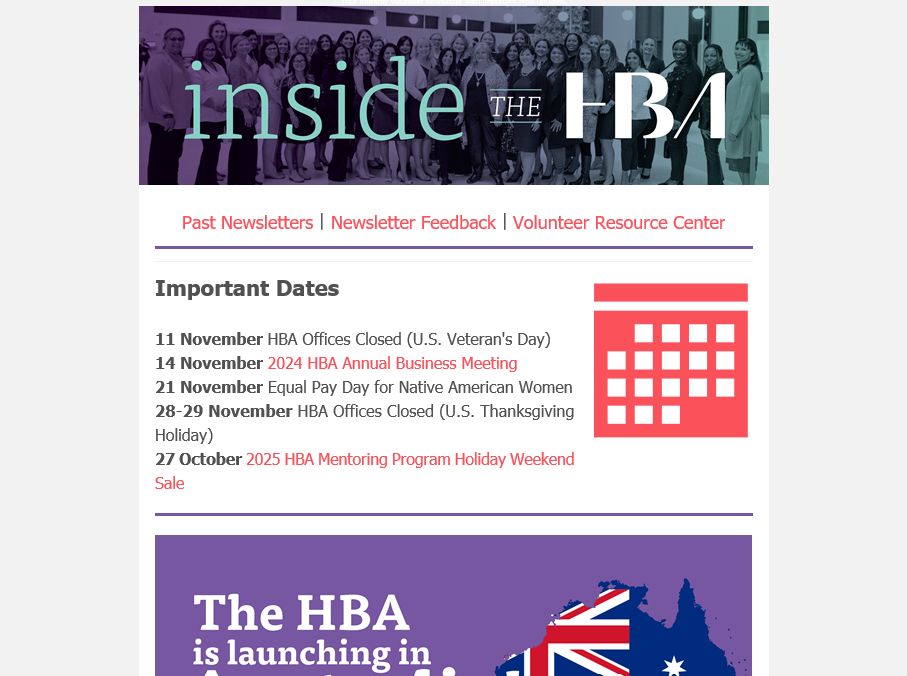 inside THE HBA
Past Newsletters | Newsletter Feedback | Volunteer Resource Center
Important Dates
11 November HBA Offices Closed (U.S. Veteran's Day)
14 November 2024 HBA Annual Business Meeting
21 November Equal Pay Day for Native American Women
28-29 November HBA Offices Closed (U.S. Thanksgiving
Holiday)
27 October 2025 HBA Mentoring Program Holiday Weekend
Sale
The HBA
is launching in